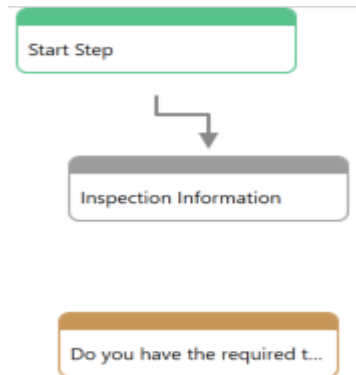 Start Step
Inspection Information
Do you have the required t...